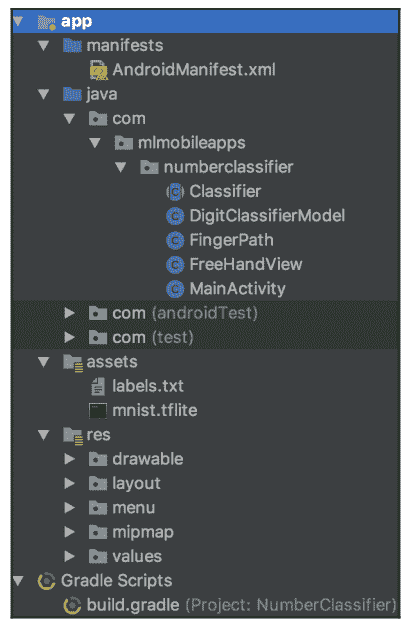 app
manifests
AndroidManifest.xml
java
com
mlmobileapps
numberclassifier
Classifier
DigitClassifierModel
FingerPath
FreeHandView
MainActivity
com (androidTest)
com (test)
assets
labels.txt
mnist.tflite
res
drawable
layout
menu
mipmap
values
Gradle Scripts
build.gradle (Project: NumberClassifier)